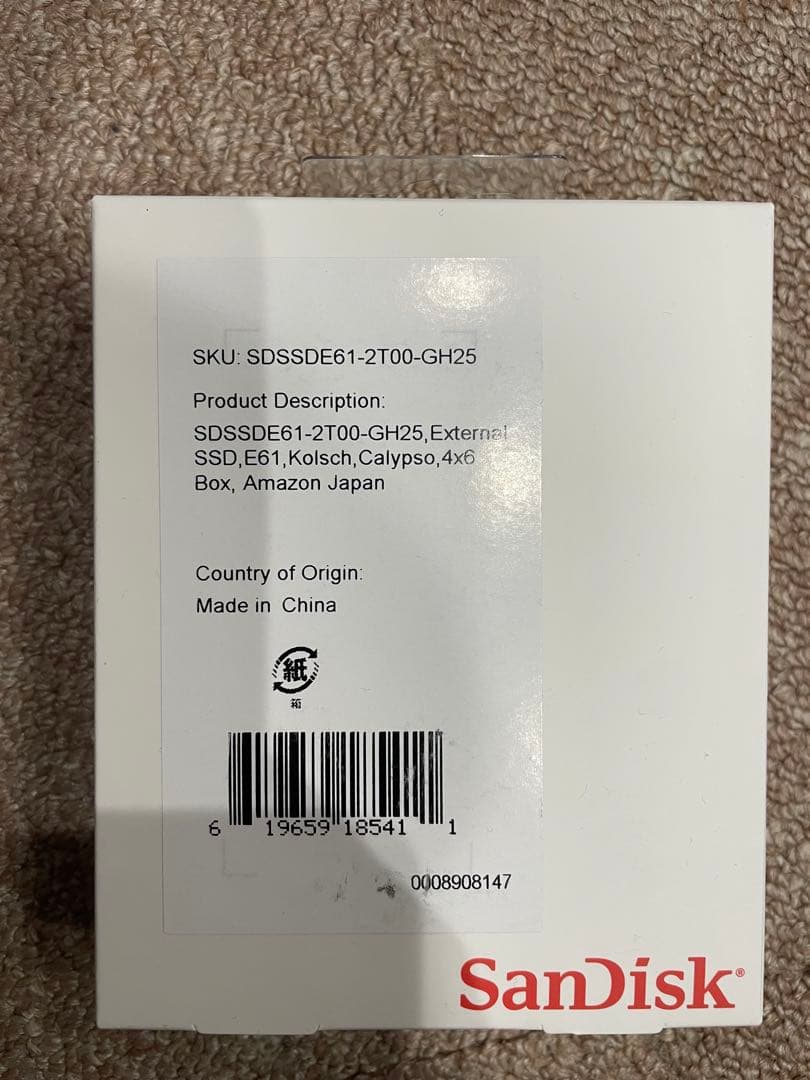 SKU: SDSSDE61-2T00-GH25
Product Description:
SDSSDE61-2T00-GH25,External
SSD,E61,Kolsch,Calypso,4x6
Box, Amazon Japan
Country of Origin:
Made in China
紙
箱
6 19659 18541 1
0008908147
SanDisk®